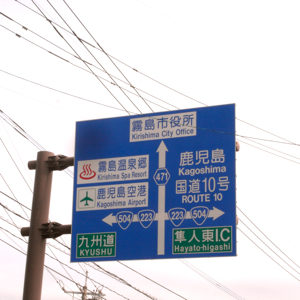 霧島市役所
Kirishima City Office
霧島温泉郷
Kirishima Spa Resort
鹿児島空港
Kagoshima Airport
471
鹿児島
Kagoshima
国道10号
ROUTE 10
504
223
223
504
九州道
KYUSHU
隼人東IC
Hayato-higashi